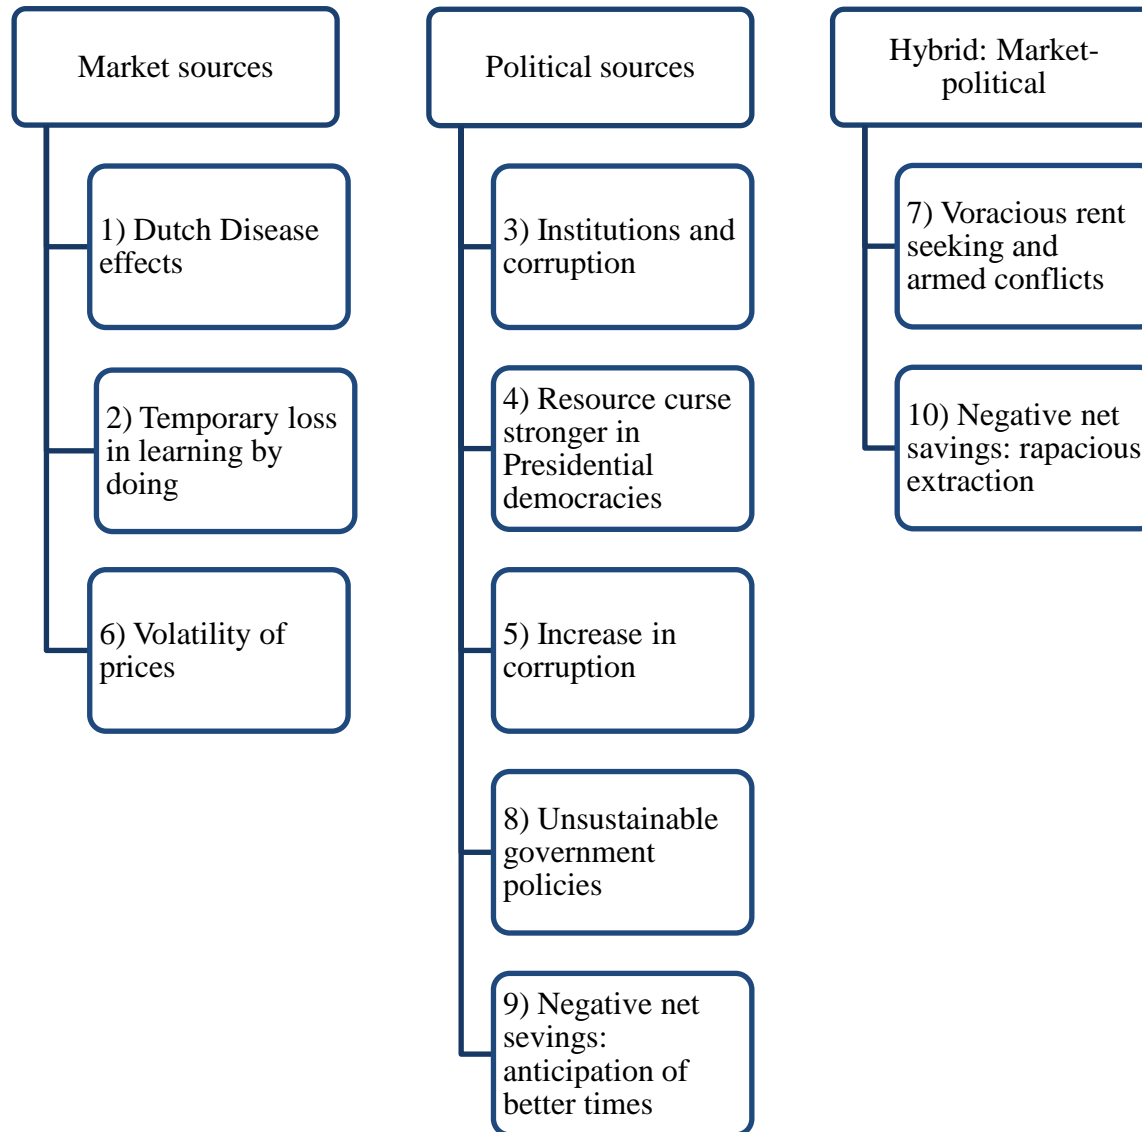 Market sources
1) Dutch Disease
effects
2) Temporary loss
in learning by
doing
6) Volatility of
prices
Political sources
3) Institutions and
corruption
4) Resource curse
stronger in
Presidential
democracies
5) Increase in
corruption
8) Unsustainable
government
policies
9) Negative net
sevings:
anticipation of
better times
Hybrid: Market-
political
7) Voracious rent
seeking and
armed conflicts
10) Negative net
savings: rapacious
extraction